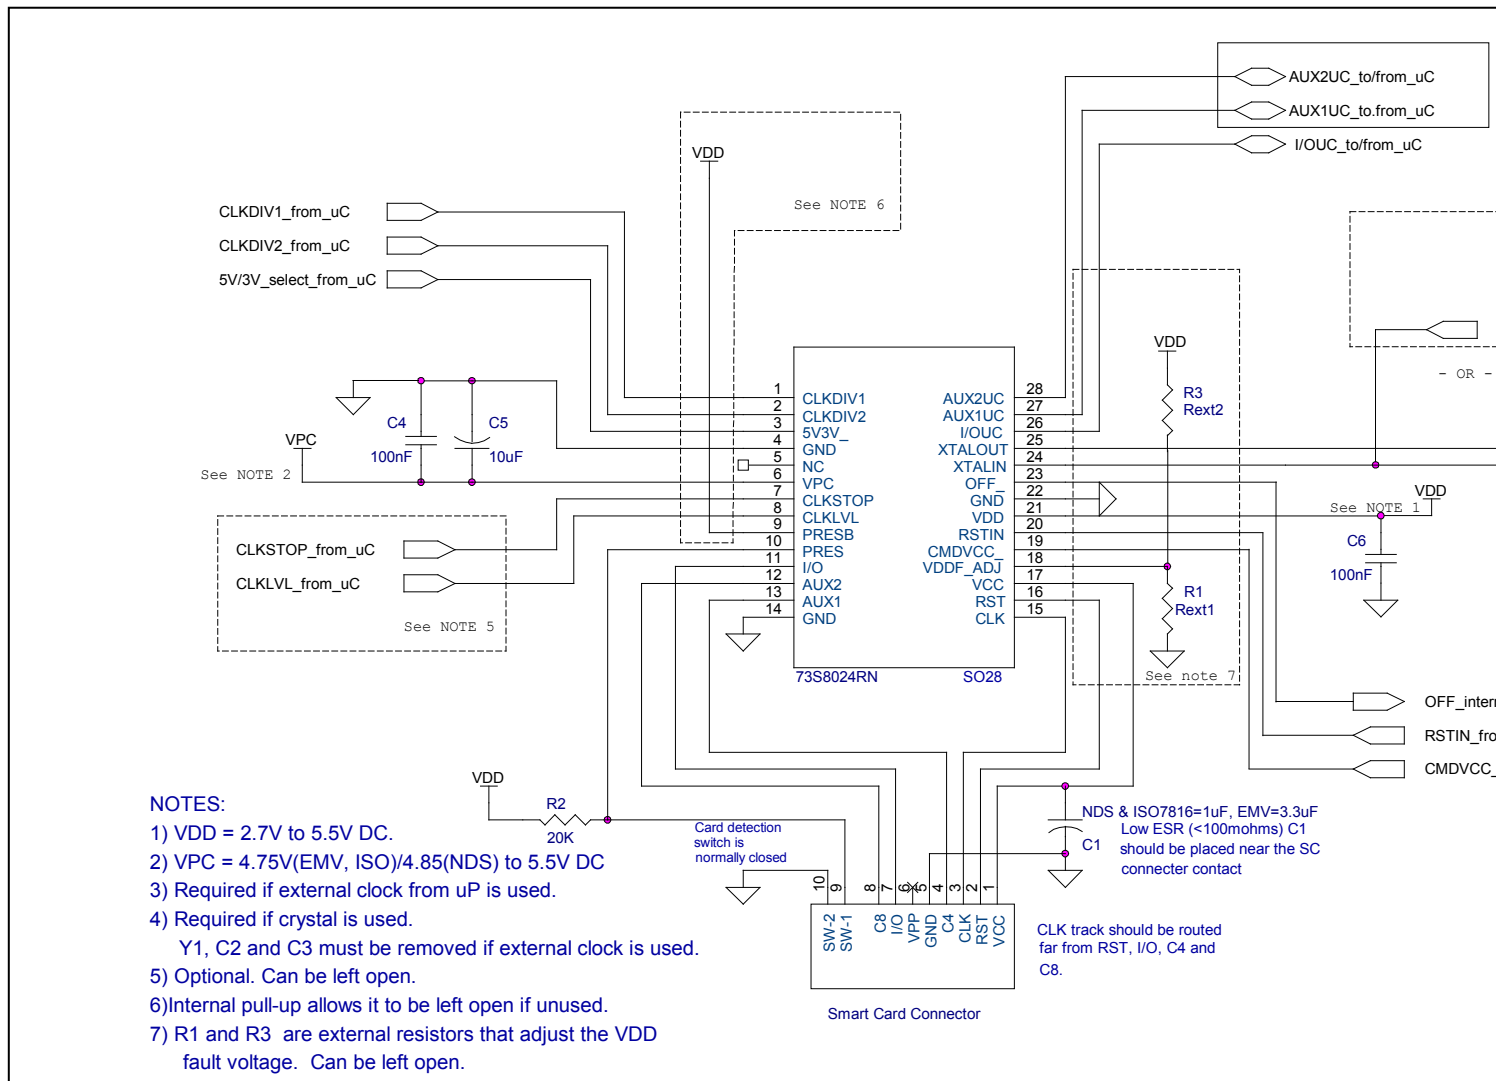 AUX2UC_to/from_uC
AUX1UC_to.from_uC
I/OUC_to/from_uC
VDD
See NOTE 6
CLKDIV1_from_uC
CLKDIV2_from_uC
5V/3V_select_from_uC
VDD
- OR -
R3
Rext2
C4
100nF
C5
10uF
VPC
See NOTE 2
1
2
3
4
5
6
7
8
9
10
11
12
13
14
CLKDIV1
CLKDIV2
5V3V_
GND
NC
VPC
CLKSTOP
CLKLVL
PRESB
PRES
I/O
AUX2
AUX1
GND
AUX2UC
AUX1UC
I/OUC
XTALOUT
XTALIN
OFF_
GND
VDD
RSTIN
CMDVCC_
VDDF_ADJ
VCC
RST
CLK
28
27
26
25
24
23
22
21
20
19
18
17
16
15
73S8024RN
SO28
VDD
See NOTE 1
C6
100nF
CLKSTOP_from_uC
CLKLVL_from_uC
See NOTE 5
R1
Rext1
See note 7
OFF_interr
RSTIN_fro
CMDVCC_
VDD
R2
20K
Card detection
switch is
normally closed
NDS & ISO7816=1uF, EMV=3.3uF
Low ESR (<100mohms) C1
should be placed near the SC
connecter contact
C1
10
9
8
7
6
5
4
3
2
1
SW-2
SW-1
C8
I/O
VPP
GND
C4
CLK
RST
VCC
Smart Card Connector
CLK track should be routed
far from RST, I/O, C4 and
C8.
NOTES:
1) VDD = 2.7V to 5.5V DC.
2) VPC = 4.75V(EMV, ISO)/4.85(NDS) to 5.5V DC
3) Required if external clock from uP is used.
4) Required if crystal is used.
Y1, C2 and C3 must be removed if external clock is used.
5) Optional. Can be left open.
6)Internal pull-up allows it to be left open if unused.
7) R1 and R3 are external resistors that adjust the VDD
fault voltage. Can be left open.